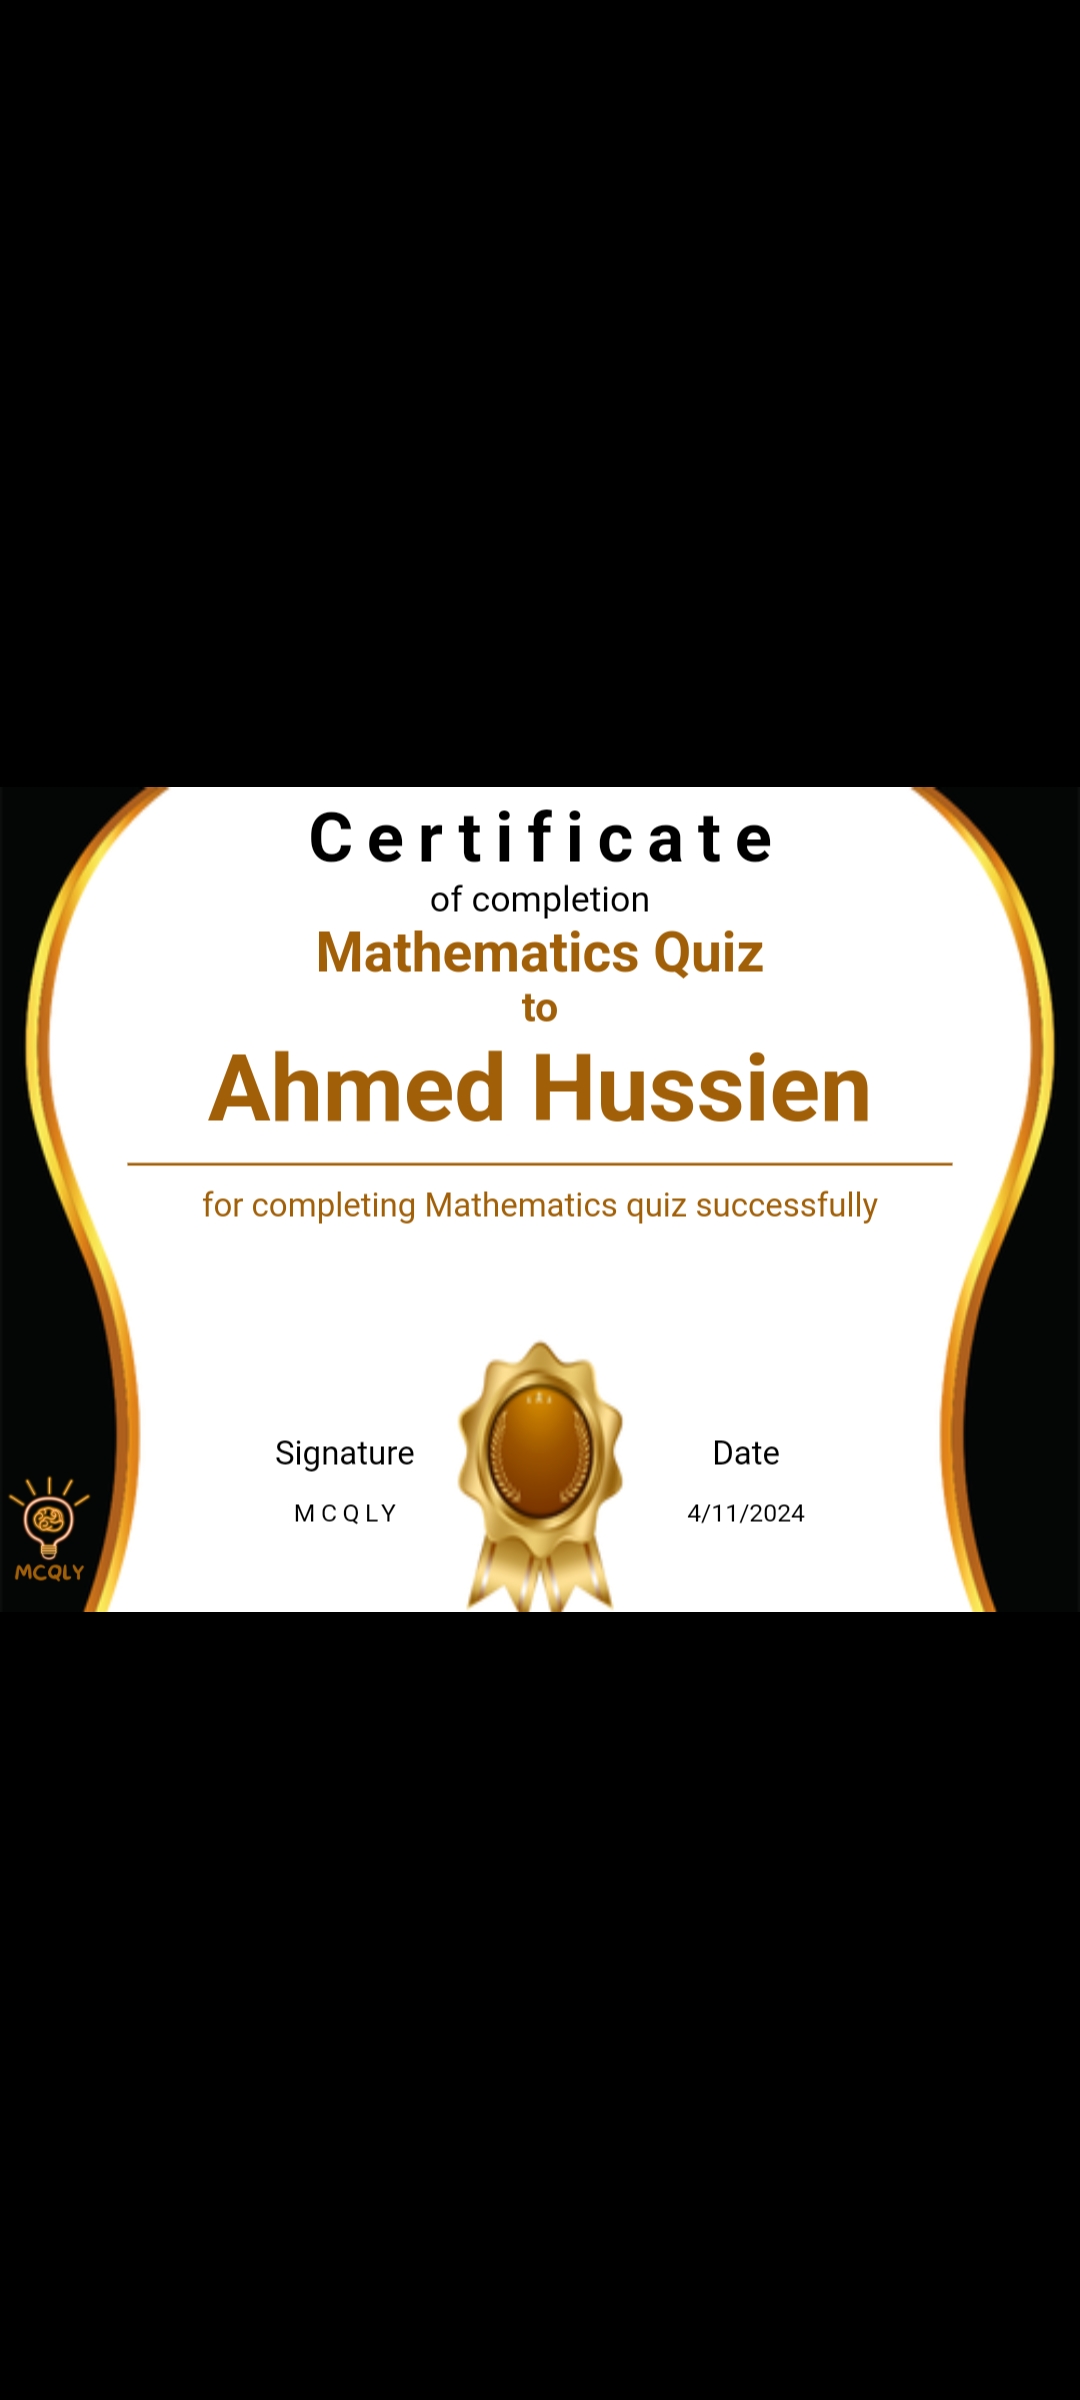 Certificate
of completion
Mathematics Quiz
to
Ahmed Hussien
for completing Mathematics quiz successfully
Signature
Date
MCQLY
4/11/2024
MCQLY